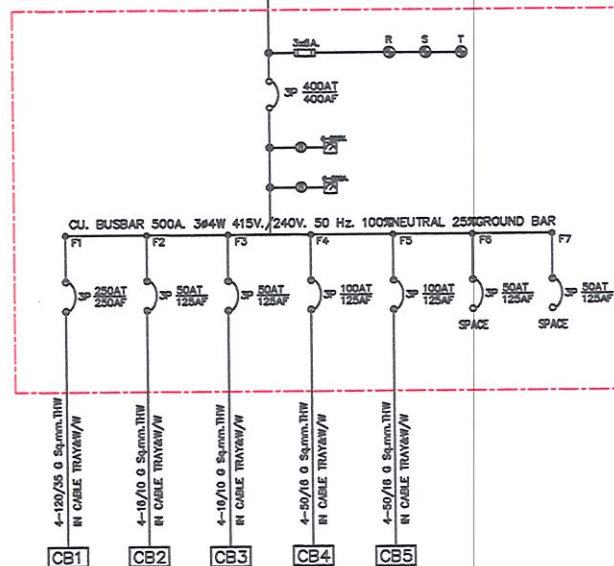 3x6A.
R S T
3P 400AT
400AF
CU. BUSBAR 500A. 3ø4W 415V./240V. 50 Hz. 100%NEUTRAL 25%GROUND BAR
F1 F2 F3 F4 F5 F6 F7
3P 250AT 3P 50AT 3P 50AT 3P 100AT 3P 100AT 3P 50AT 3P 50AT
250AF 125AF 125AF 125AF 125AF 125AF 125AF
SPACE SPACE
4-120/35 G Sq.mm.THW
IN CABLE TRAY&W/W
4-16/10 G Sq.mm.THW
IN CABLE TRAY&W/W
4-16/10 G Sq.mm.THW
IN CABLE TRAY&W/W
4-50/16 G Sq.mm.THW
IN CABLE TRAY&W/W
4-50/16 G Sq.mm.THW
IN CABLE TRAY&W/W
CB1 CB2 CB3 CB4 CB5